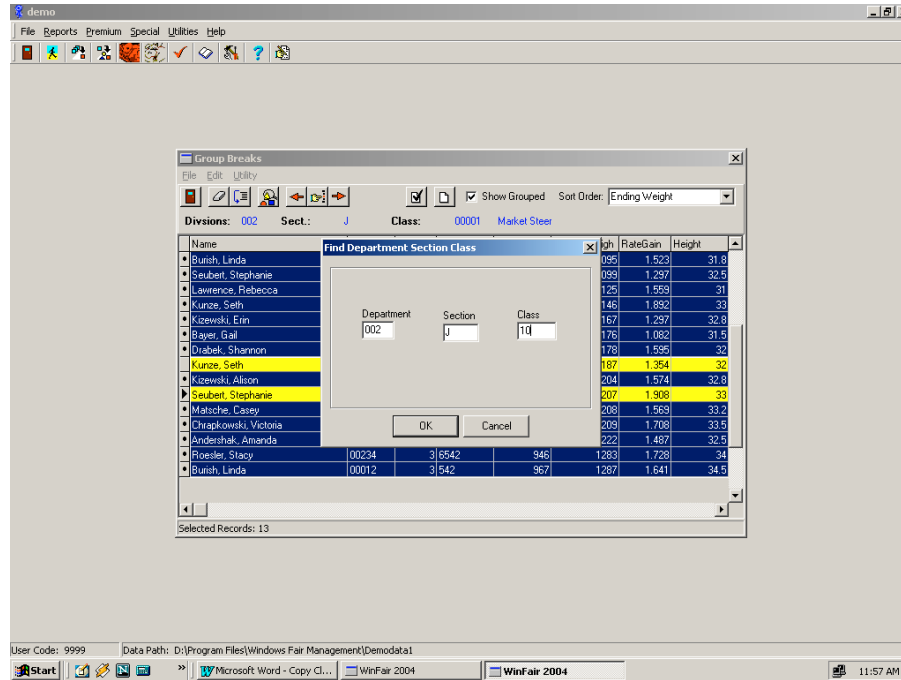 demo
File Reports Premium Special Utilities Help
Group Breaks
File Edit Utility
Show Grouped Sort Order: Ending Weight
Divsions: 002 Sect.: J Class: 00001 Market Steer
Name igh RateGain Height
Find Department Section Class
Department Section Class
002 J 10
OK Cancel
Burish, Linda 095 1.523 31.8
Seubert, Stephanie 099 1.297 32.5
Lawrence, Rebecca 125 1.559 31
Kunze, Seth 146 1.892 33
Kizewski, Erin 167 1.297 32.8
Bayer, Gail 176 1.082 31.5
Drabek, Shannon 178 1.595 32
Kunze, Seth 187 1.354 32
Kizewski, Alison 204 1.574 32.8
Seubert, Stephanie 207 1.908 33
Matsche, Casey 208 1.569 33.2
Chrapkowski, Victoria 209 1.708 33.5
Andershak, Amanda 222 1.487 32.5
Roesler, Stacy 00234 3 6542 946 1283 1.728 34
Burish, Linda 00012 3 542 967 1287 1.641 34.5
Selected Records: 13
User Code: 9999 Data Path: D:\Program Files\Windows Fair Management\Demodata1
Start » Microsoft Word - Copy Cl... WinFair 2004 WinFair 2004 11:57 AM